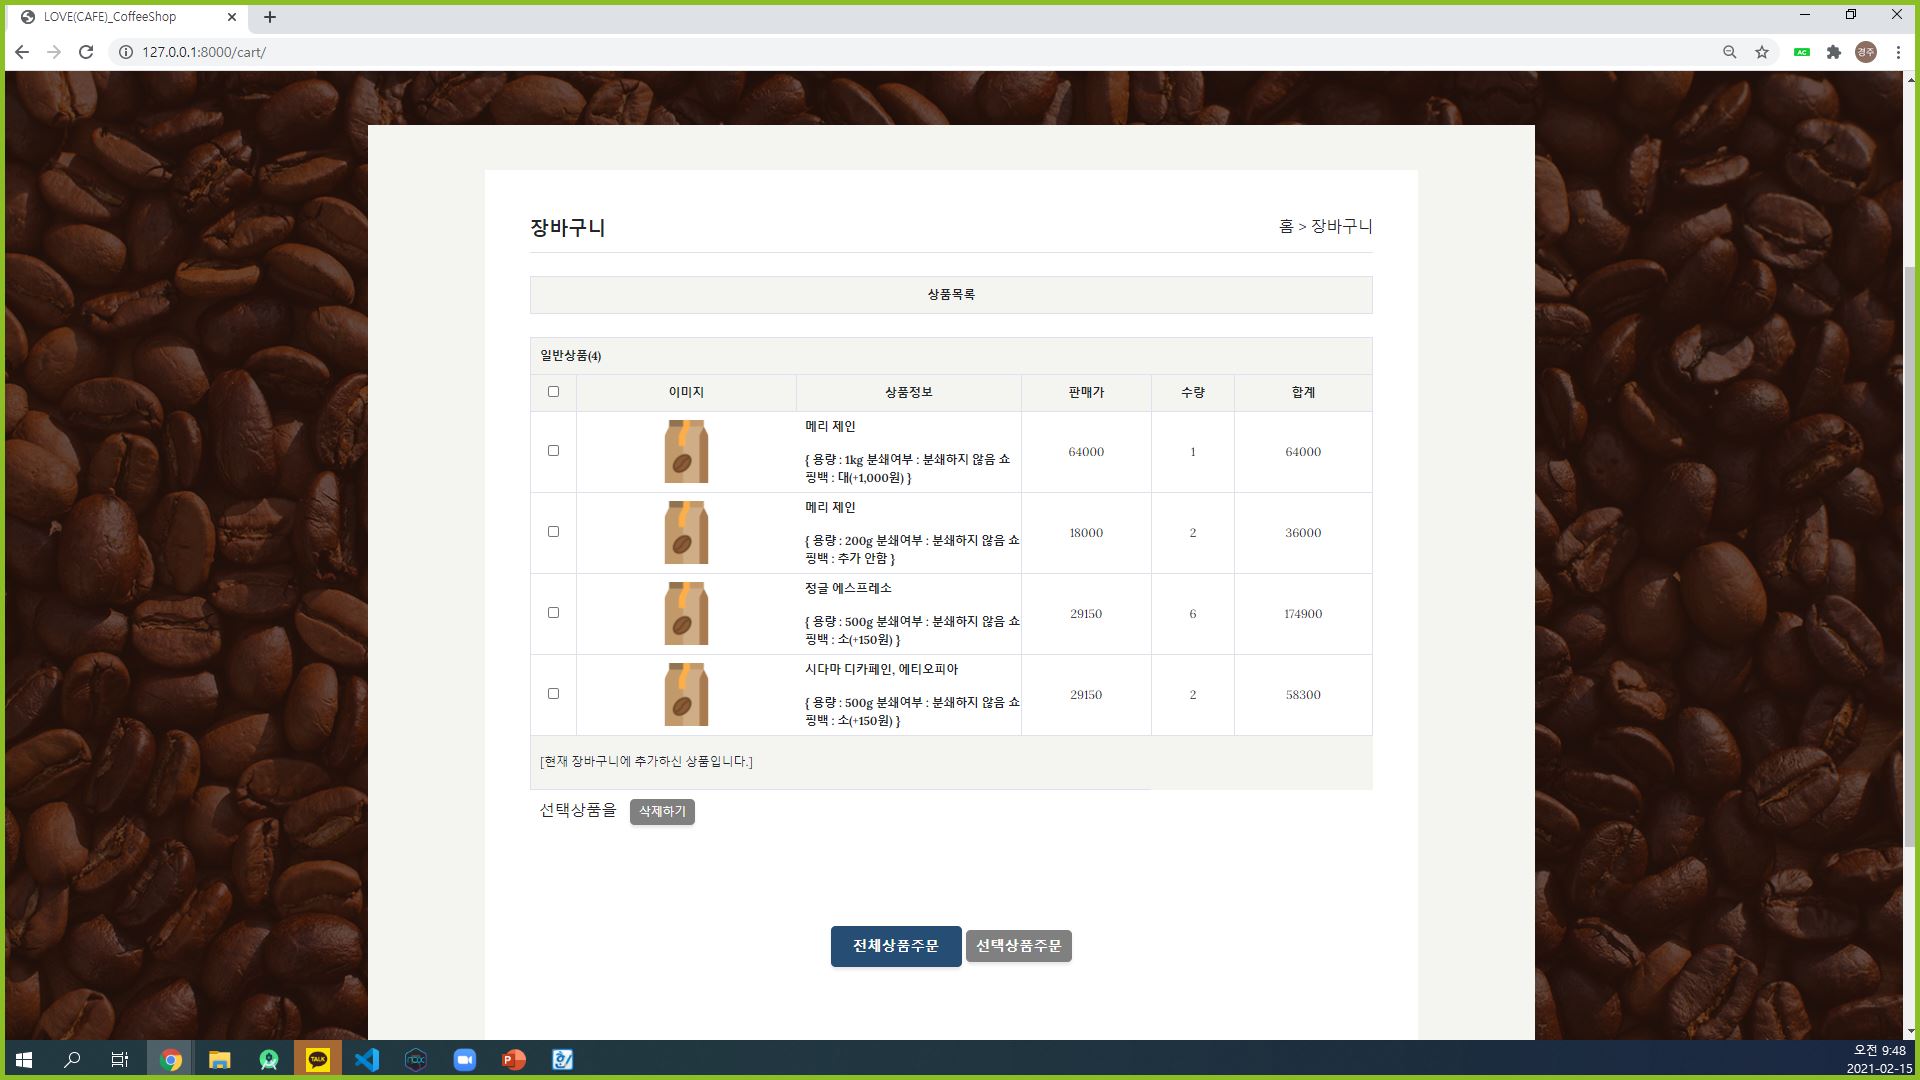 LOVE(CAFE)_CoffeeShop
127.0.0.1:8000/cart/
AC
경주
장바구니
홈 > 장바구니
상품목록
일반상품(4)
이미지 상품정보 판매가 수량 합계
메리 제인
{ 용량 : 1kg 분쇄여부 : 분쇄하지 않음 쇼
핑백 : 대(+1,000원) }
64000 1 64000
메리 제인
{ 용량 : 200g 분쇄여부 : 분쇄하지 않음 쇼
핑백 : 추가 안함 }
18000 2 36000
정글 에스프레소
{ 용량 : 500g 분쇄여부 : 분쇄하지 않음 쇼
핑백 : 소(+150원) }
29150 6 174900
시다마 디카페인, 에티오피아
{ 용량 : 500g 분쇄여부 : 분쇄하지 않음 쇼
핑백 : 소(+150원) }
29150 2 58300
[현재 장바구니에 추가하신 상품입니다.]
선택상품을 삭제하기
전체상품주문 선택상품주문
TALK
nox
P
한
오전 9:48
2021-02-15